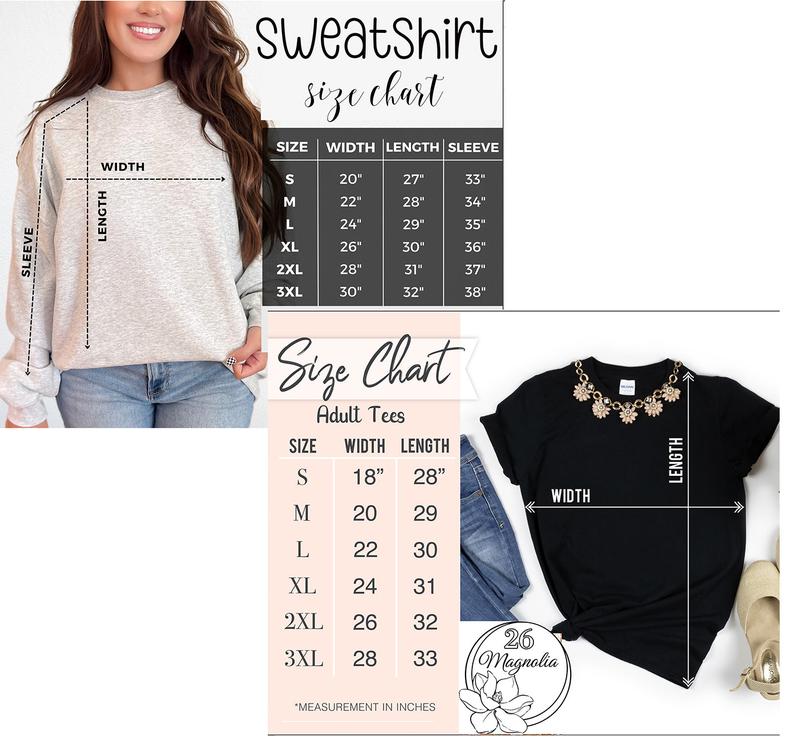 sweatshirt
size chart
SIZE WIDTH LENGTH SLEEVE
S 20" 27" 33"
M 22" 28" 34"
L 24" 29" 35"
XL 26" 30" 36"
2XL 28" 31" 37"
3XL 30" 32" 38"
WIDTH
LENGTH
SLEEVE
Size Chart
Adult Tees
SIZE WIDTH LENGTH
S 18” 28”
M 20 29
L 22 30
XL 24 31
2XL 26 32
3XL 28 33
*MEASUREMENT IN INCHES
WIDTH
LENGTH
26
Magnolia